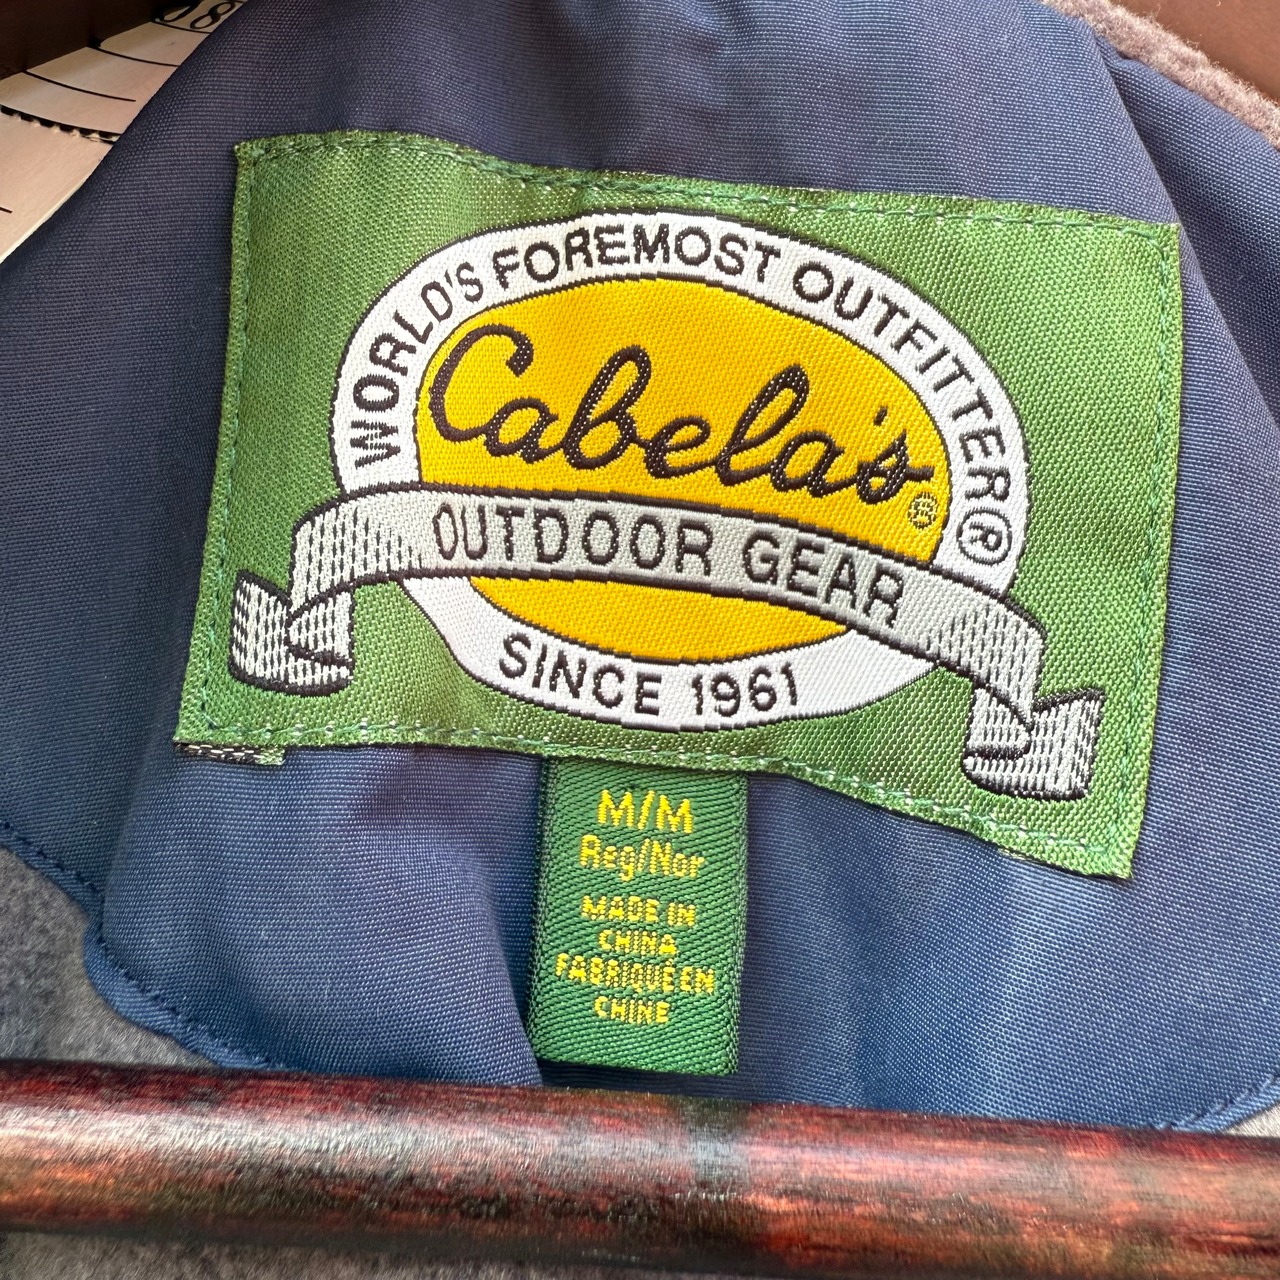 WORLD'S FOREMOST OUTFITTER®
Cabela's®
OUTDOOR GEAR
SINCE 1961
M/M
Reg/Nor
MADE IN
CHINA
FABRIQUÉ EN
CHINE